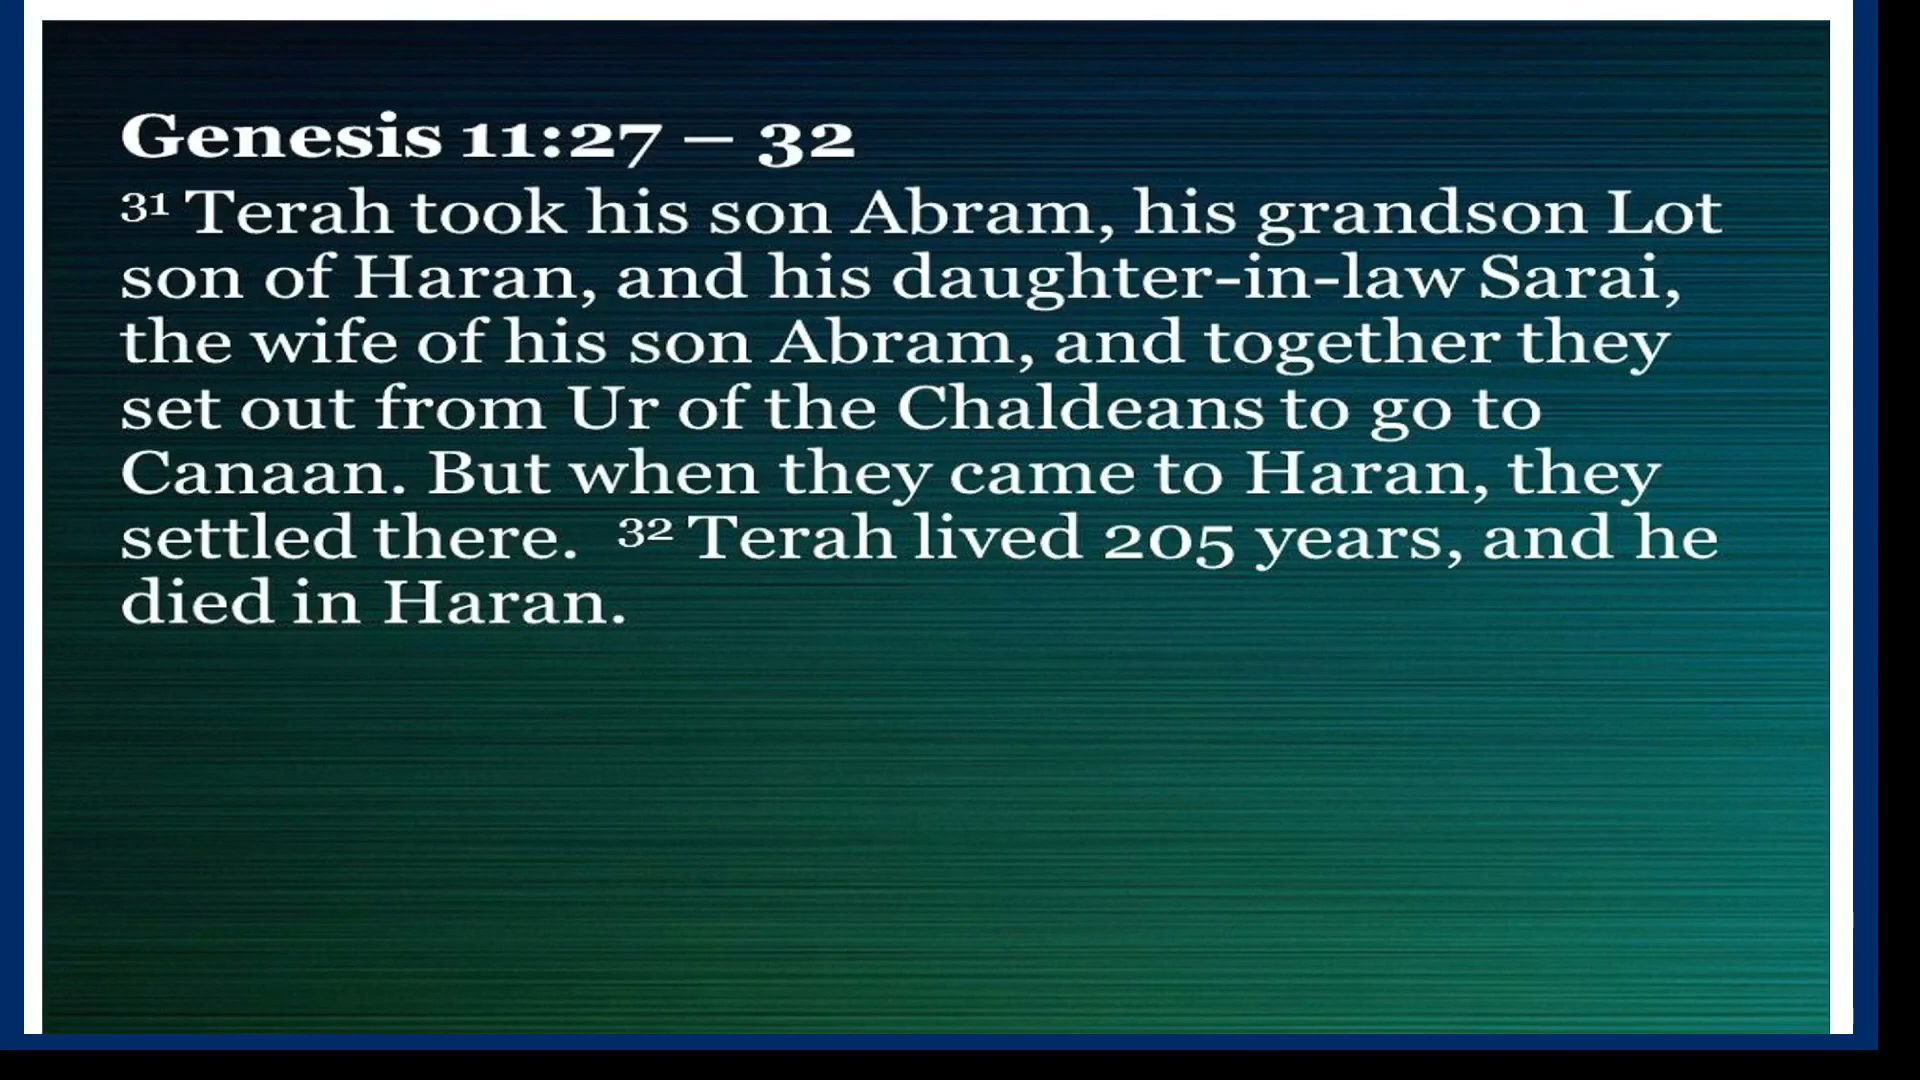 Genesis 11:27 – 32
³¹ Terah took his son Abram, his grandson Lot
son of Haran, and his daughter-in-law Sarai,
the wife of his son Abram, and together they
set out from Ur of the Chaldeans to go to
Canaan. But when they came to Haran, they
settled there. ³² Terah lived 205 years, and he
died in Haran.